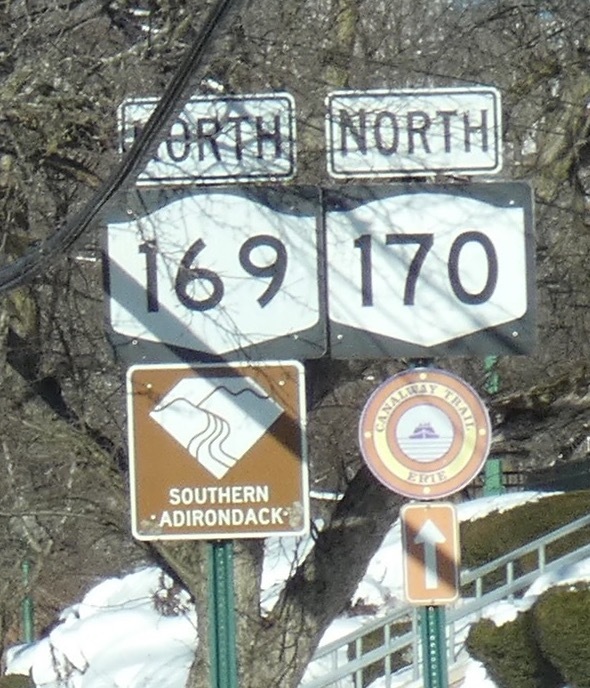 NORTH
169
SOUTHERN
ADIRONDACK
NORTH
170
CANALWAY TRAIL
ERIE